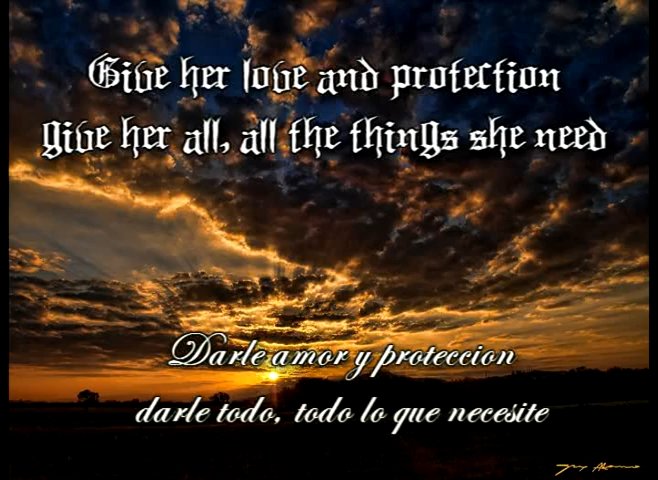 Give her love and protection
give her all, all the things she need
Darle amor y proteccion
darle todo, todo lo que necesite